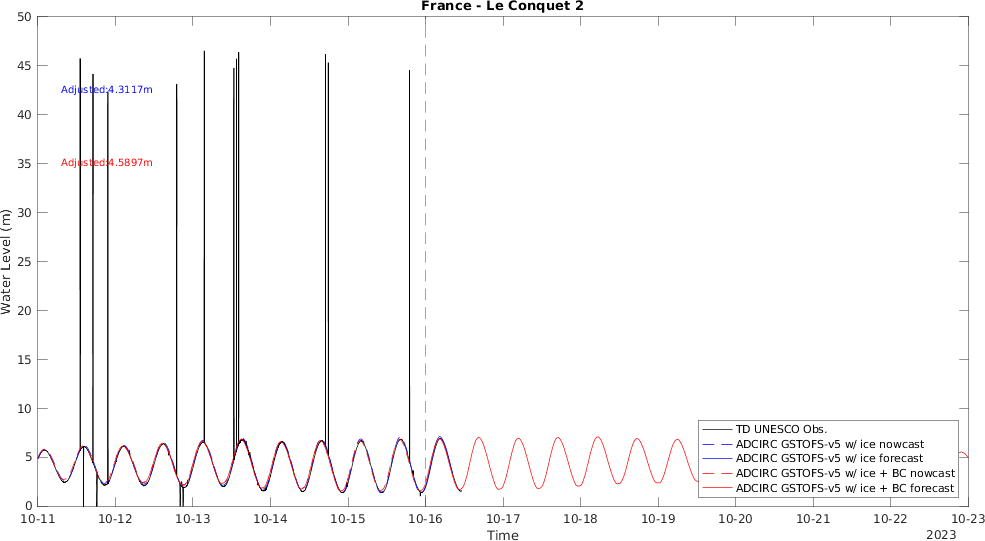 France - Le Conquet 2
50
45
40
35
30
25
20
15
10
5
0
Water Level (m)
Adjusted:4.3117m
Adjusted:4.5897m
TD UNESCO Obs.
ADCIRC GSTOFS-v5 w/ ice nowcast
ADCIRC GSTOFS-v5 w/ ice forecast
ADCIRC GSTOFS-v5 w/ ice + BC nowcast
ADCIRC GSTOFS-v5 w/ ice + BC forecast
10-11 10-12 10-13 10-14 10-15 10-16 10-17 10-18 10-19 10-20 10-21 10-22 10-23
Time
2023